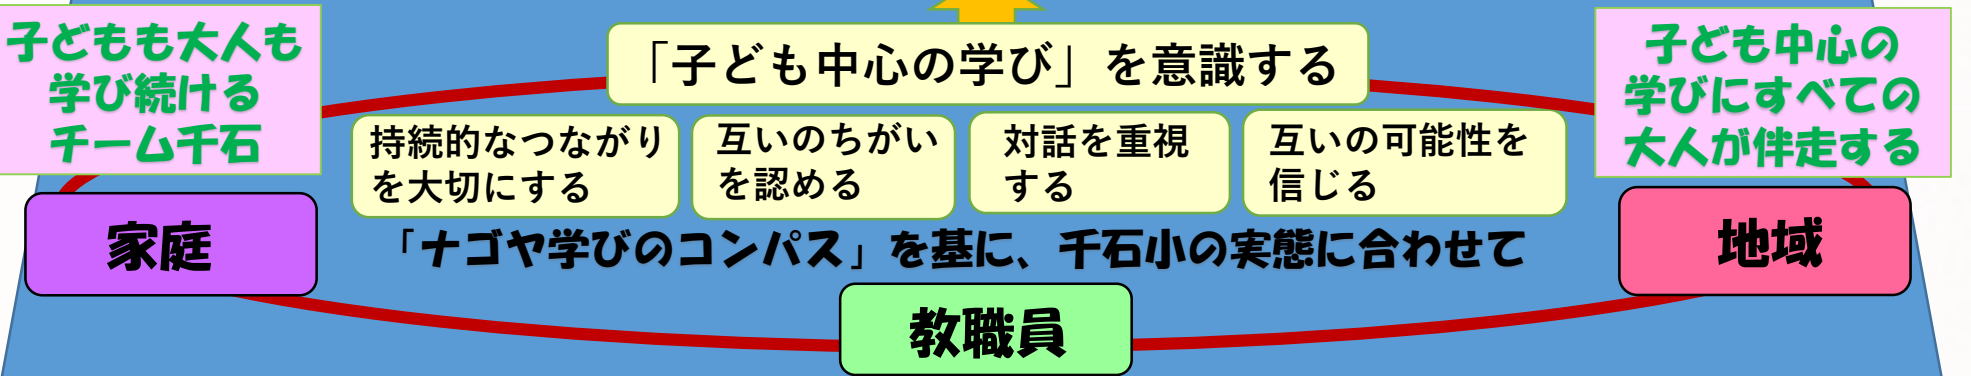 子どもも大人も
学び続ける
チーム千石
「子ども中心の学び」を意識する
子ども中心の
学びにすべての
大人が伴走する
持続的なつながり
を大切にする
互いのちがい
を認める
対話を重視
する
互いの可能性を
信じる
家庭
「ナゴヤ学びのコンパス」を基に、千石小の実態に合わせて
地域
教職員